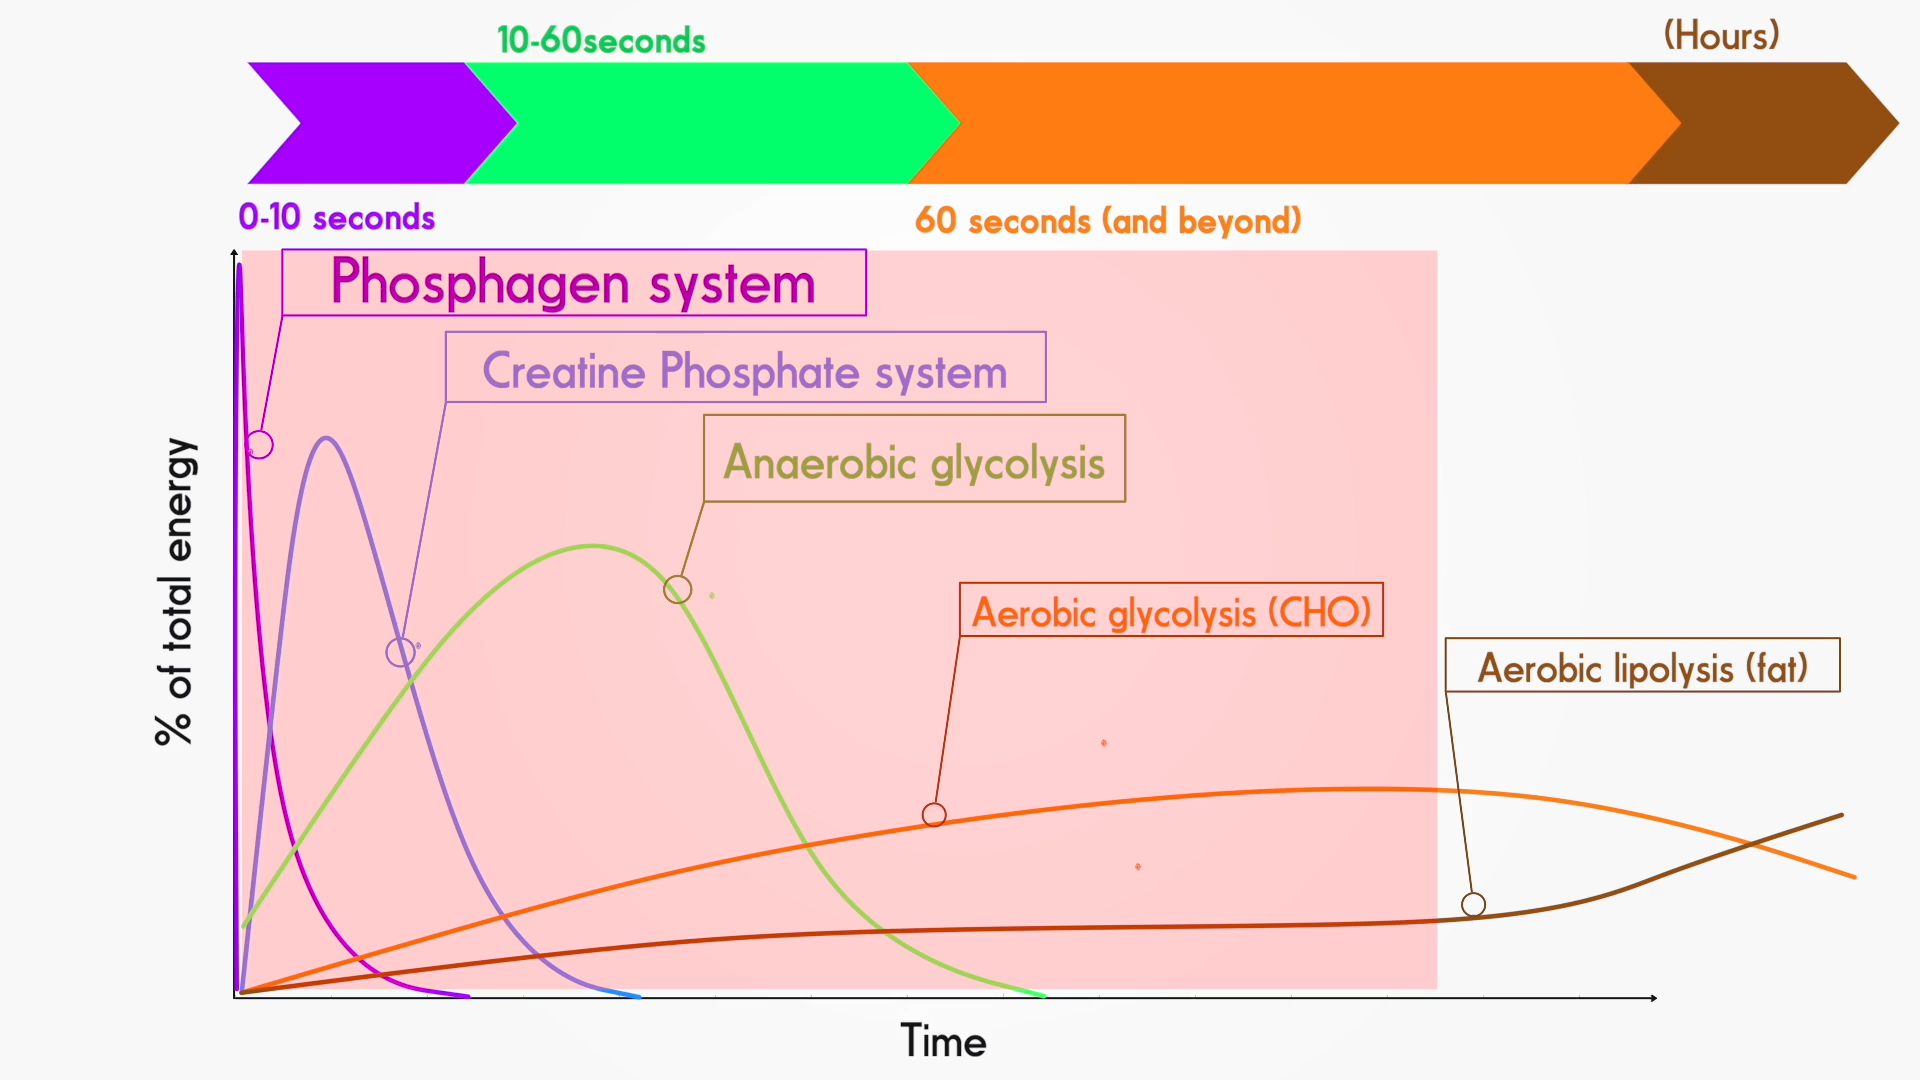 10-60seconds
(Hours)
0-10 seconds
60 seconds (and beyond)
Phosphagen system
Creatine Phosphate system
Anaerobic glycolysis
Aerobic glycolysis (CHO)
Aerobic lipolysis (fat)
% of total energy
Time